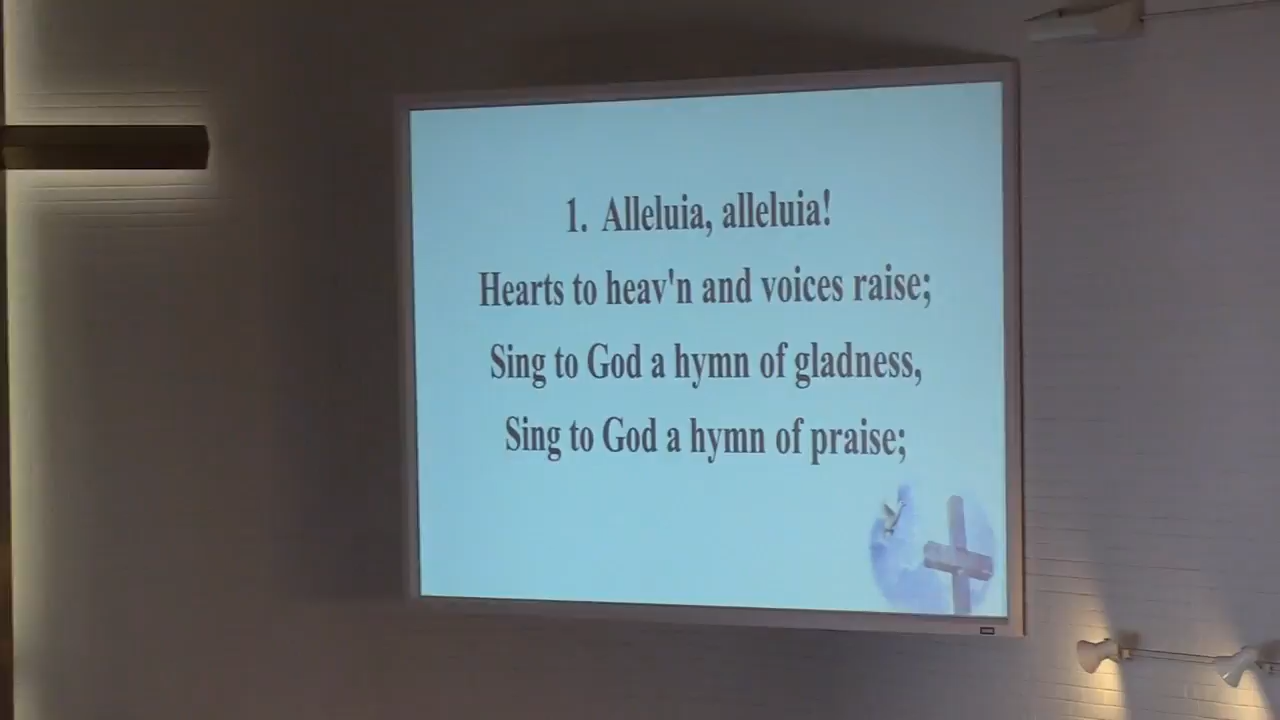 1. Alleluia, alleluia!
Hearts to heav'n and voices raise;
Sing to God a hymn of gladness,
Sing to God a hymn of praise;